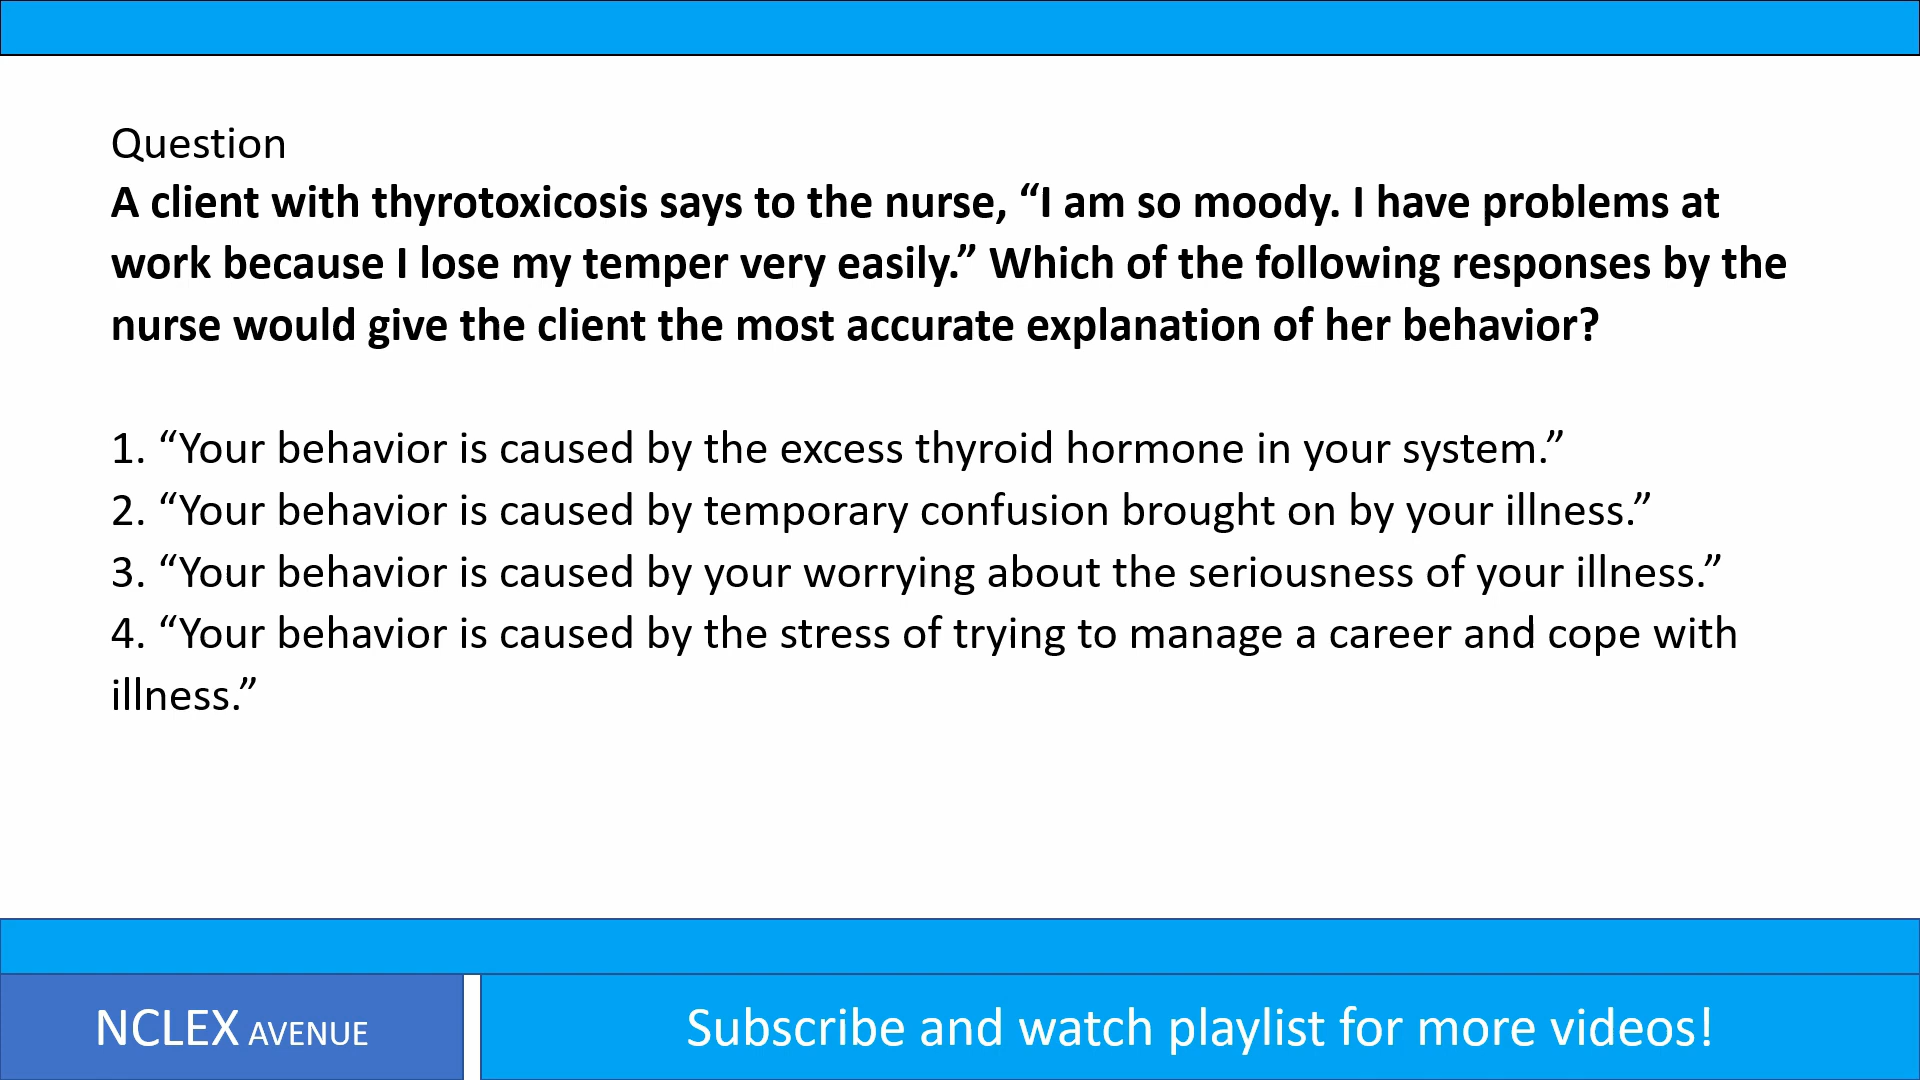 Question
A client with thyrotoxicosis says to the nurse, “I am so moody. I have problems at
work because I lose my temper very easily.” Which of the following responses by the
nurse would give the client the most accurate explanation of her behavior?
1. “Your behavior is caused by the excess thyroid hormone in your system.”
2. “Your behavior is caused by temporary confusion brought on by your illness.”
3. “Your behavior is caused by your worrying about the seriousness of your illness.”
4. “Your behavior is caused by the stress of trying to manage a career and cope with
illness.”
NCLEX AVENUE
Subscribe and watch playlist for more videos!